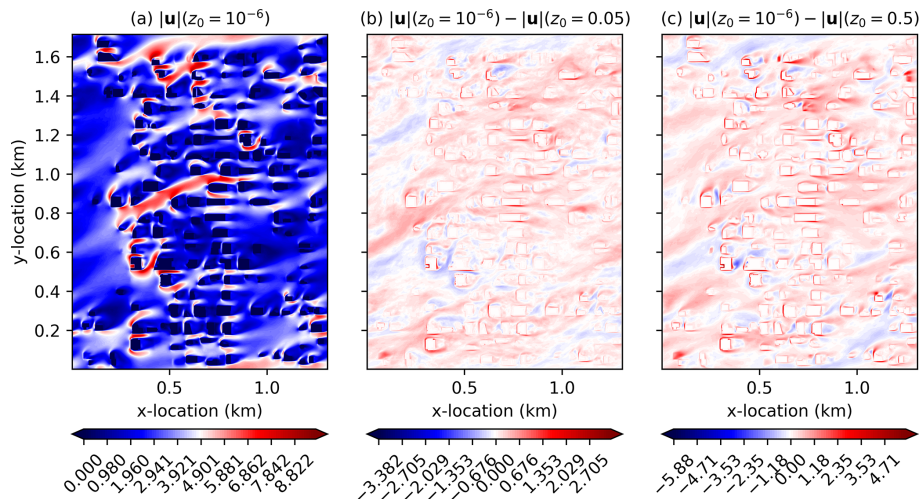 (a) |u|(z₀ = 10⁻⁶)
(b) |u|(z₀ = 10⁻⁶) − |u|(z₀ = 0.05)
(c) |u|(z₀ = 10⁻⁶) − |u|(z₀ = 0.5)
y-location (km)
1.6
1.4
1.2
1.0
0.8
0.6
0.4
0.2
0.5 1.0
0.5 1.0
0.5 1.0
x-location (km)
x-location (km)
x-location (km)
0.000 0.980 1.960 2.941 3.921 4.901 5.881 6.862 7.842 8.822
−3.382 −2.705 −2.029 −1.353 −0.676 0.000 0.676 1.353 2.029 2.705
−5.88 −4.71 −3.53 −2.35 −1.18 0.00 1.18 2.35 3.53 4.71